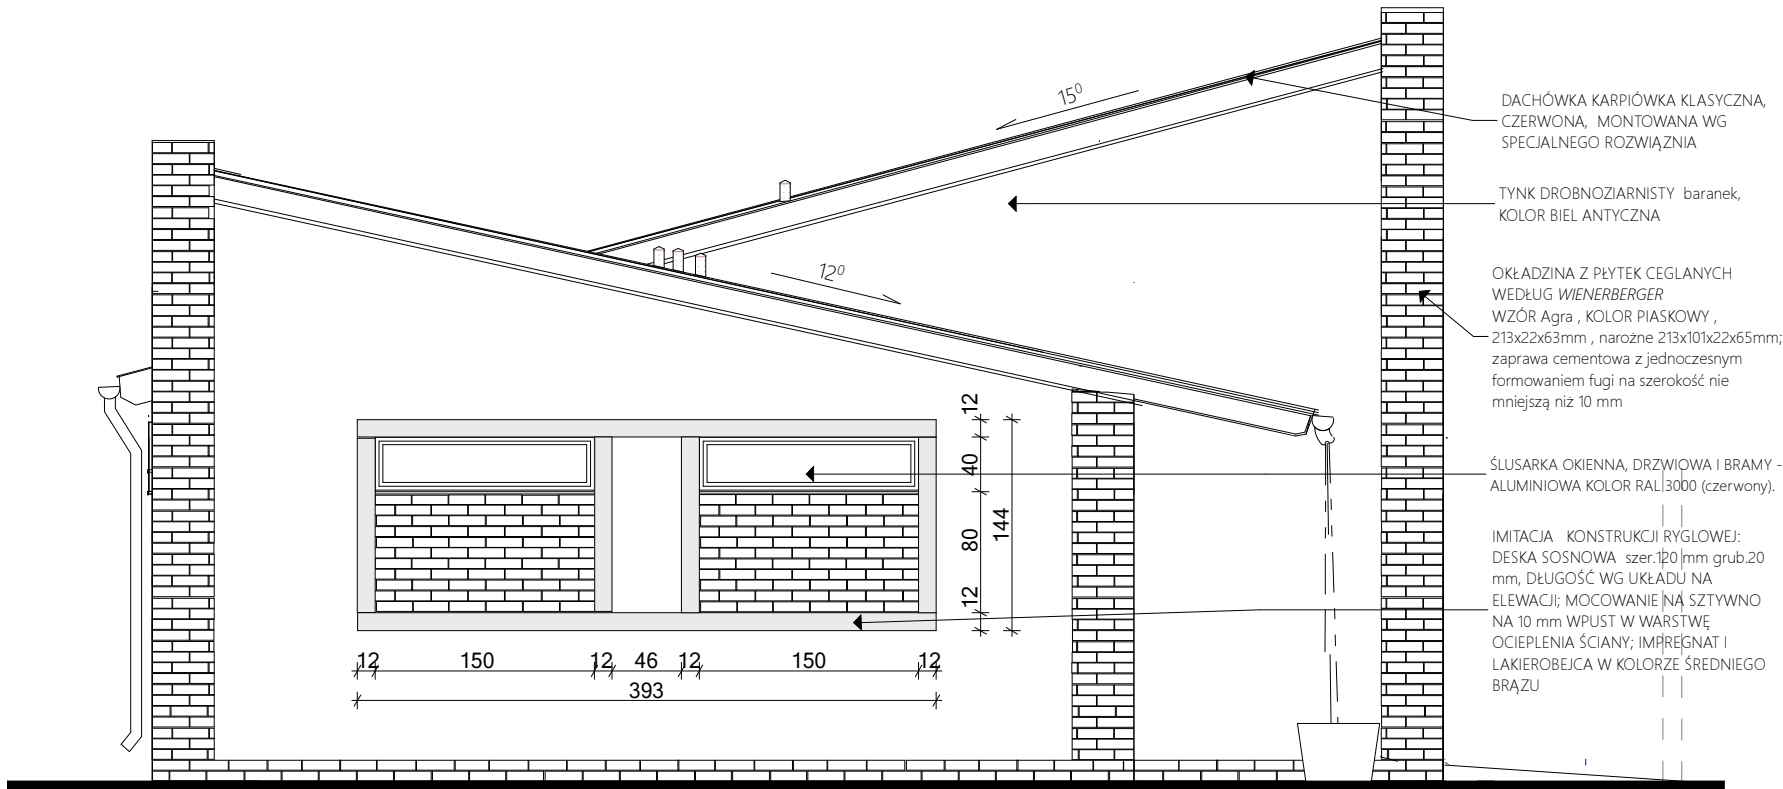 15⁰
12⁰
DACHÓWKA KARPIÓWKA KLASYCZNA,
CZERWONA, MONTOWANA WG
SPECJALNEGO ROZWIĄZNIA
TYNK DROBNOZIARNISTY baranek,
KOLOR BIEL ANTYCZNA
OKŁADZINA Z PŁYTEK CEGLANYCH
WEDŁUG WIENERBERGER
WZÓR Agra , KOLOR PIASKOWY ,
213x22x63mm , narożne 213x101x22x65mm;
zaprawa cementowa z jednoczesnym
formowaniem fugi na szerokość nie
mniejszą niż 10 mm
ŚLUSARKA OKIENNA, DRZWIOWA I BRAMY -
ALUMINIOWA KOLOR RAL 3000 (czerwony).
IMITACJA KONSTRUKCJI RYGLOWEJ:
DESKA SOSNOWA szer.120 mm grub.20
mm, DŁUGOŚĆ WG UKŁADU NA
ELEWACJI; MOCOWANIE NA SZTYWNO
NA 10 mm WPUST W WARSTWĘ
OCIEPLENIA ŚCIANY; IMPREGNAT I
LAKIEROBEJCA W KOLORZE ŚREDNIEGO
BRĄZU
12
40
80
12
144
12 150 12 46 12 150 12
393